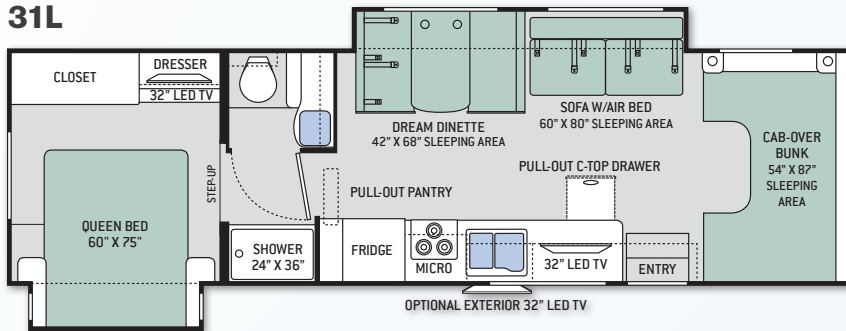 31L
CLOSET
DRESSER
32" LED TV
STEP-UP
QUEEN BED
60" X 75"
SHOWER
24" X 36"
PULL-OUT PANTRY
FRIDGE
MICRO
DREAM DINETTE
42" X 68" SLEEPING AREA
SOFA W/AIR BED
60" X 80" SLEEPING AREA
PULL-OUT C-TOP DRAWER
32" LED TV
ENTRY
CAB-OVER
BUNK
54" X 87"
SLEEPING
AREA
OPTIONAL EXTERIOR 32" LED TV